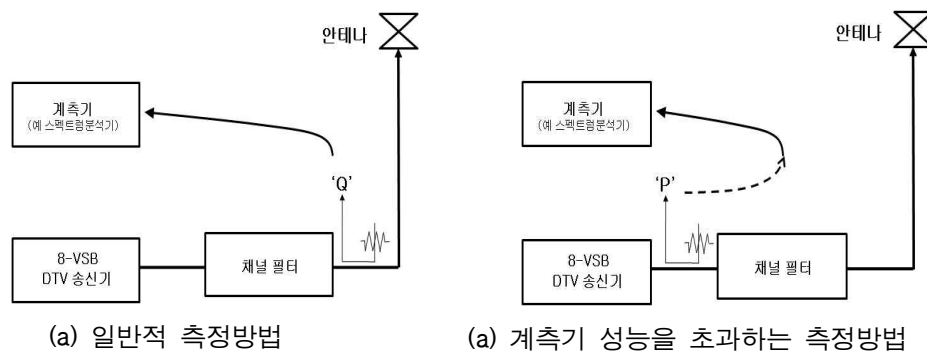 안테나
계측기
(예 스펙트럼분석기)
'Q'
8-VSB
DTV 송신기
채널 필터
(a) 일반적 측정방법
안테나
계측기
(예 스펙트럼분석기)
'P'
8-VSB
DTV 송신기
채널 필터
(a) 계측기 성능을 초과하는 측정방법